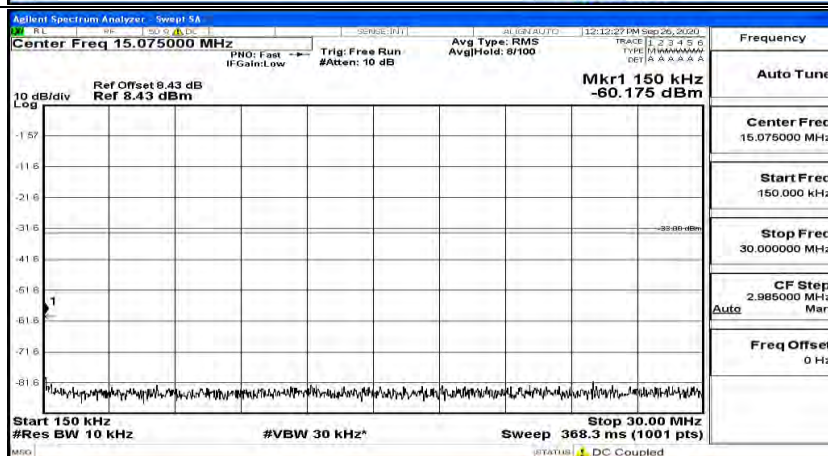 Agilent Spectrum Analyzer - Swept SA
RL RF 50 Ω DC SENSE:INT ALIGN AUTO 12:12:27 PM Sep 26, 2020
Center Freq 15.075000 MHz
PNO: Fast
IFGain:Low
Trig: Free Run
#Atten: 10 dB
Avg Type: RMS
Avg|Hold: 8/100
TRACE 1 2 3 4 5 6
TYPE
DET A A A A A A
Frequency
Auto Tune
Center Freq
15.075000 MHz
Start Freq
150.000 kHz
Stop Freq
30.000000 MHz
CF Step
2.985000 MHz
Auto Man
Freq Offset
0 Hz
Mkr1 150 kHz
-60.175 dBm
Ref Offset 8.43 dB
10 dB/div Ref 8.43 dBm
Log
-1.57
-11.6
-21.6
-31.6
-33.00 dBm
-41.6
-51.6
1
-61.6
-71.6
-81.6
Start 150 kHz Stop 30.00 MHz
#Res BW 10 kHz #VBW 30 kHz* Sweep 368.3 ms (1001 pts)
MSG STATUS DC Coupled